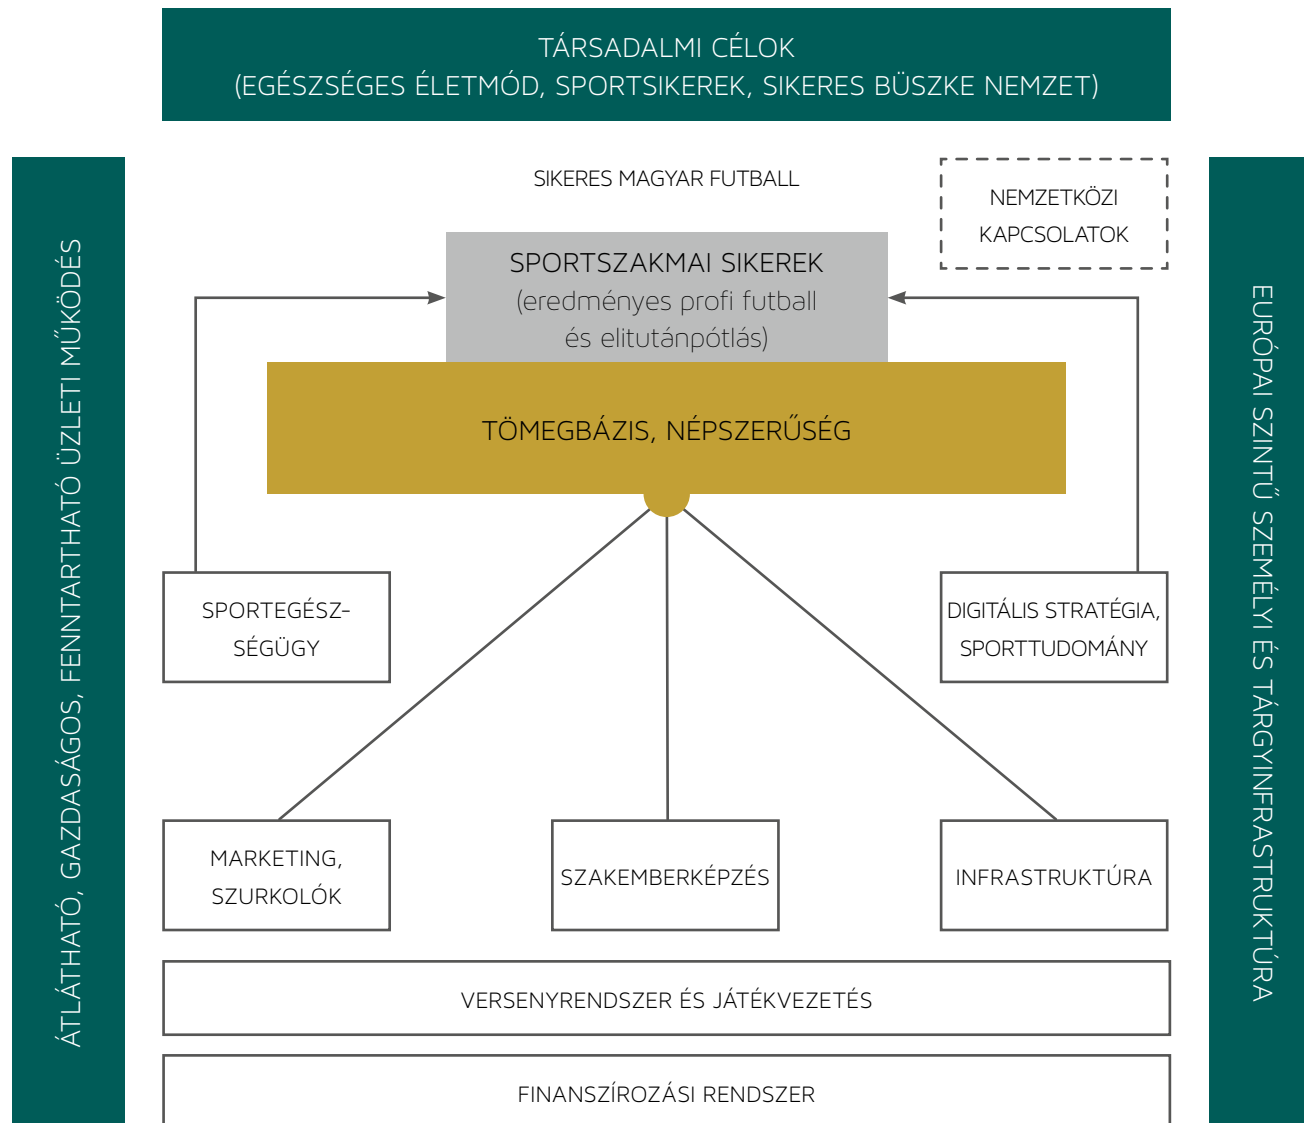 TÁRSADALMI CÉLOK
(EGÉSZSÉGES ÉLETMÓD, SPORTSIKEREK, SIKERES BÜSZKE NEMZET)
ÁTLÁTHATÓ, GAZDASÁGOS, FENNTARTHATÓ ÜZLETI MŰKÖDÉS
SIKERES MAGYAR FUTBALL
NEMZETKÖZI
KAPCSOLATOK
SPORTSZAKMAI SIKEREK
(eredményes profi futball
és elitutánpótlás)
TÖMEGBÁZIS, NÉPSZERŰSÉG
SPORTEGÉSZ-
SÉGÜGY
DIGITÁLIS STRATÉGIA,
SPORTTUDOMÁNY
MARKETING,
SZURKOLÓK
SZAKEMBERKÉPZÉS
INFRASTRUKTÚRA
VERSENYRENDSZER ÉS JÁTÉKVEZETÉS
FINANSZÍROZÁSI RENDSZER
EURÓPAI SZINTŰ SZEMÉLYI ÉS TÁRGYINFRASTRUKTÚRA